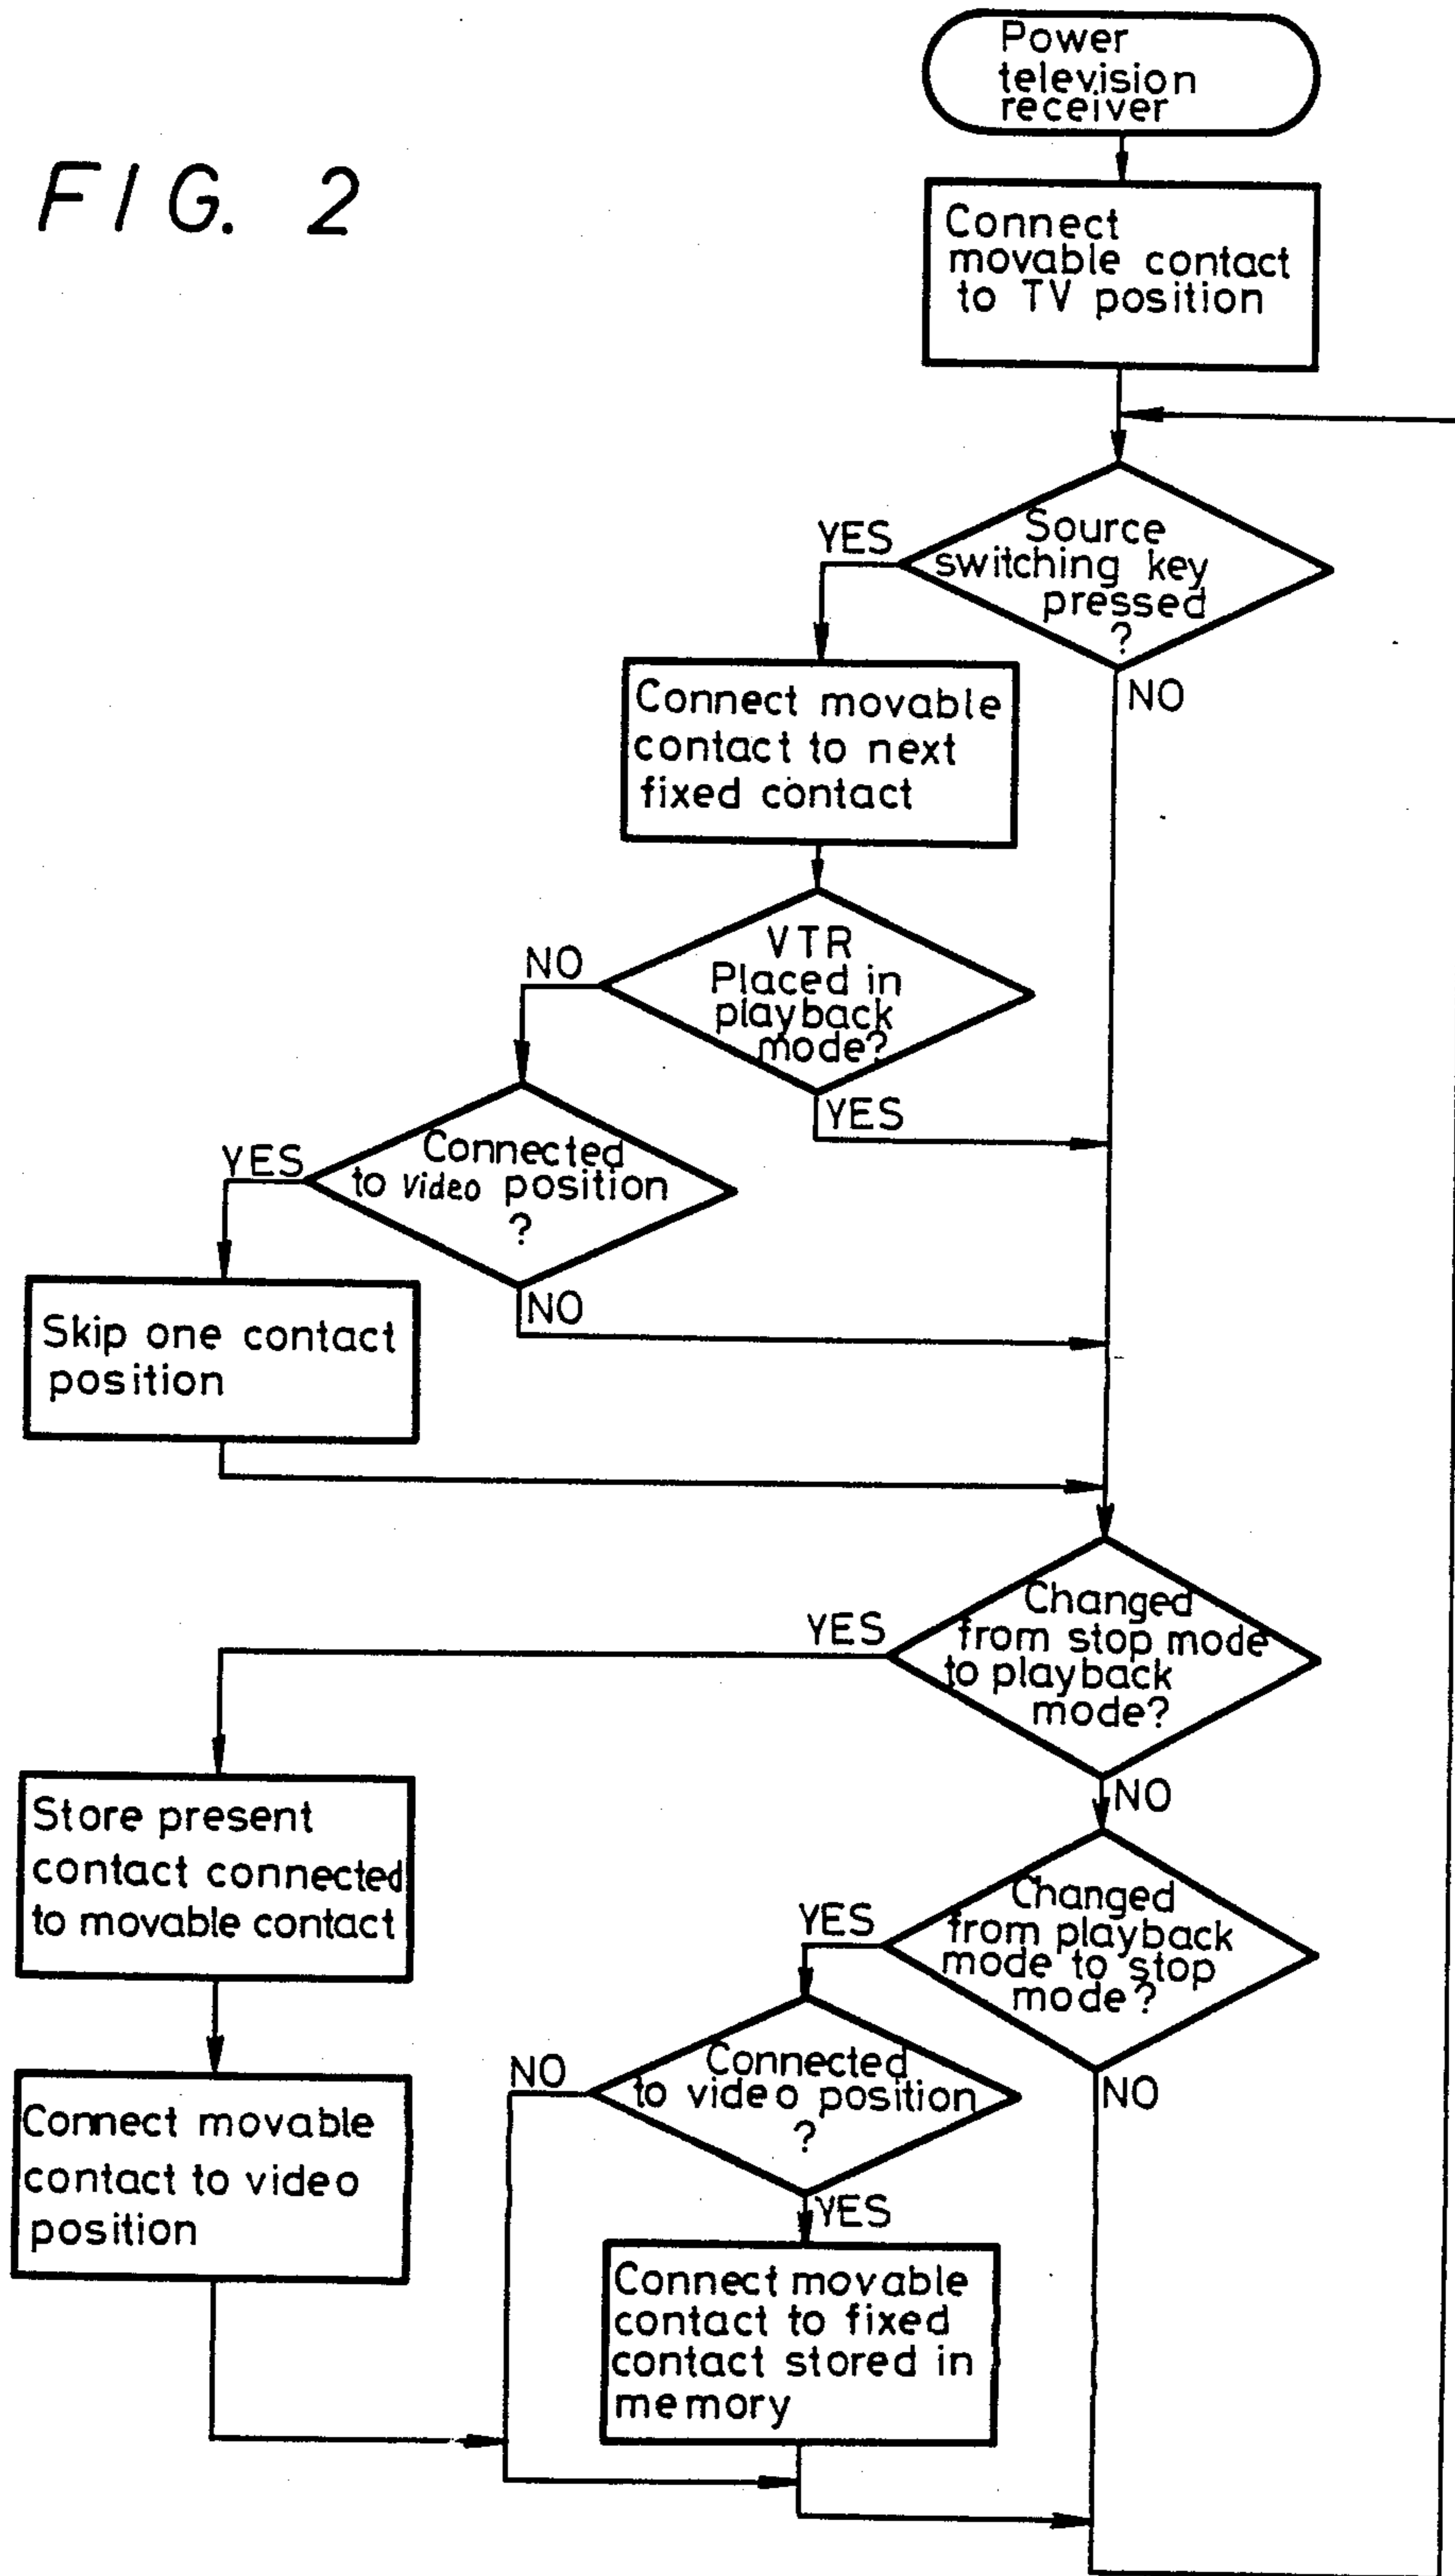 FIG. 2
Power
television
receiver
Connect
movable contact
to TV position
Source
switching key
pressed
?
YES
NO
Connect movable
contact to next
fixed contact
VTR
Placed in
playback
mode?
NO
YES
Connected
to video position
?
YES
NO
Skip one contact
position
Changed
from stop mode
to playback
mode?
YES
NO
Store present
contact connected
to movable contact
Changed
from playback
mode to stop
mode?
YES
NO
Connected
to video position
?
NO
YES
Connect movable
contact to video
position
Connect movable
contact to fixed
contact stored in
memory